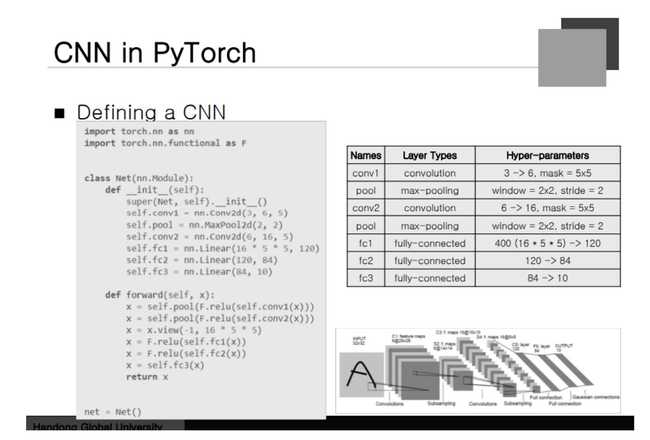 CNN in PyTorch
■ Defining a CNN
import torch.nn as nn
import torch.nn.functional as F
class Net(nn.Module):
def __init__(self):
super(Net, self).__init__()
self.conv1 = nn.Conv2d(3, 6, 5)
self.pool = nn.MaxPool2d(2, 2)
self.conv2 = nn.Conv2d(6, 16, 5)
self.fc1 = nn.Linear(16 * 5 * 5, 120)
self.fc2 = nn.Linear(120, 84)
self.fc3 = nn.Linear(84, 10)
def forward(self, x):
x = self.pool(F.relu(self.conv1(x)))
x = self.pool(F.relu(self.conv2(x)))
x = x.view(-1, 16 * 5 * 5)
x = F.relu(self.fc1(x))
x = F.relu(self.fc2(x))
x = self.fc3(x)
return x
net = Net()
Names Layer Types Hyper-parameters
conv1 convolution 3 -> 6, mask = 5x5
pool max-pooling window = 2x2, stride = 2
conv2 convolution 6 -> 16, mask = 5x5
pool max-pooling window = 2x2, stride = 2
fc1 fully-connected 400 (16 * 5 * 5) -> 120
fc2 fully-connected 120 -> 84
fc3 fully-connected 84 -> 10
INPUT
32x32
C1: feature maps
6@28x28
S2: f. maps
6@14x14
C3: f. maps 16@10x10
S4: f. maps 16@5x5
C5: layer
120
F6: layer
84
OUTPUT
10
A
Convolutions Subsampling Convolutions Subsampling Full connection Full connection Gaussian connections
Handong Global University